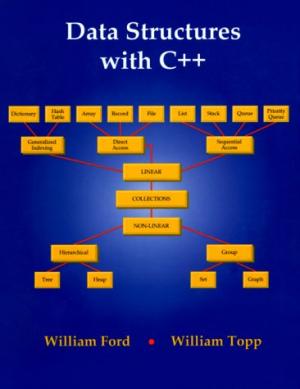 Data Structures
with C++
Dictionary
Hash
Table
Array
Record
File
List
Stack
Queue
Priority
Queue
Generalized
Indexing
Direct
Access
Sequential
Access
LINEAR
COLLECTIONS
NON-LINEAR
Hierarchical
Group
Tree
Heap
Set
Graph
William Ford • William Topp